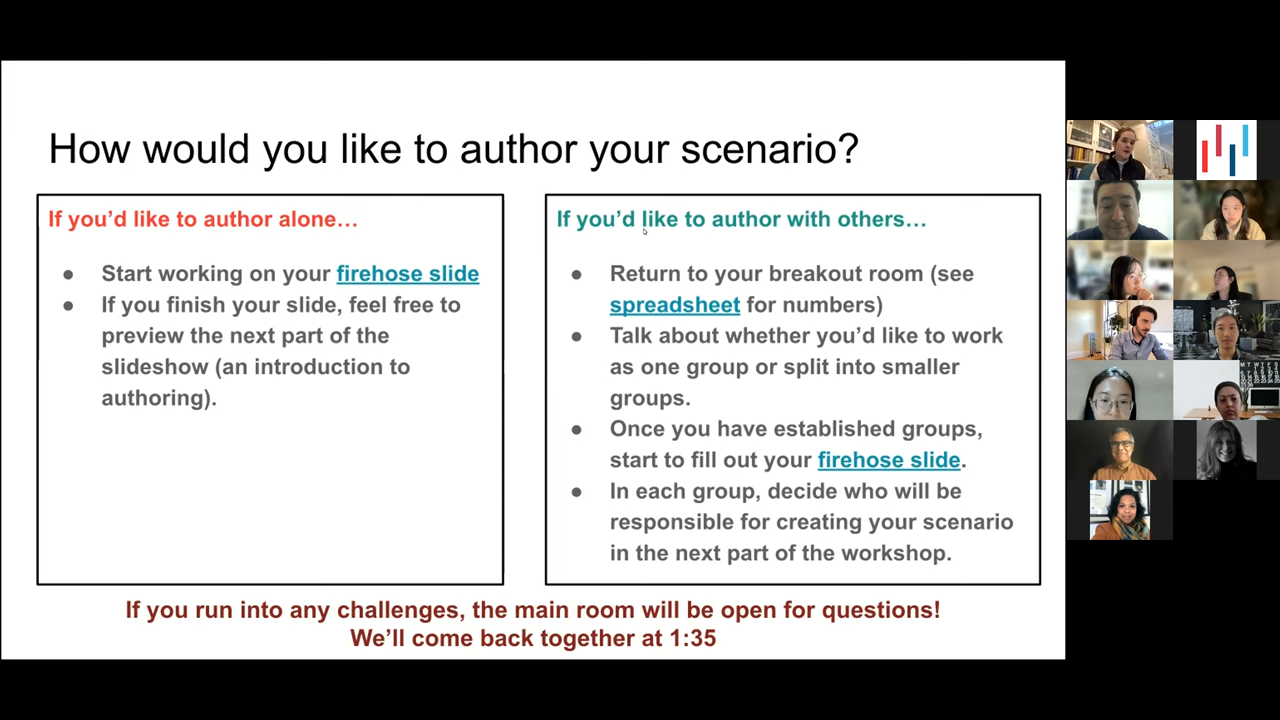 How would you like to author your scenario?
If you’d like to author alone…
● Start working on your firehose slide
● If you finish your slide, feel free to
preview the next part of the
slideshow (an introduction to
authoring).
If you’d like to author with others…
● Return to your breakout room (see
spreadsheet for numbers)
● Talk about whether you’d like to work
as one group or split into smaller
groups.
● Once you have established groups,
start to fill out your firehose slide.
● In each group, decide who will be
responsible for creating your scenario
in the next part of the workshop.
If you run into any challenges, the main room will be open for questions!
We’ll come back together at 1:35